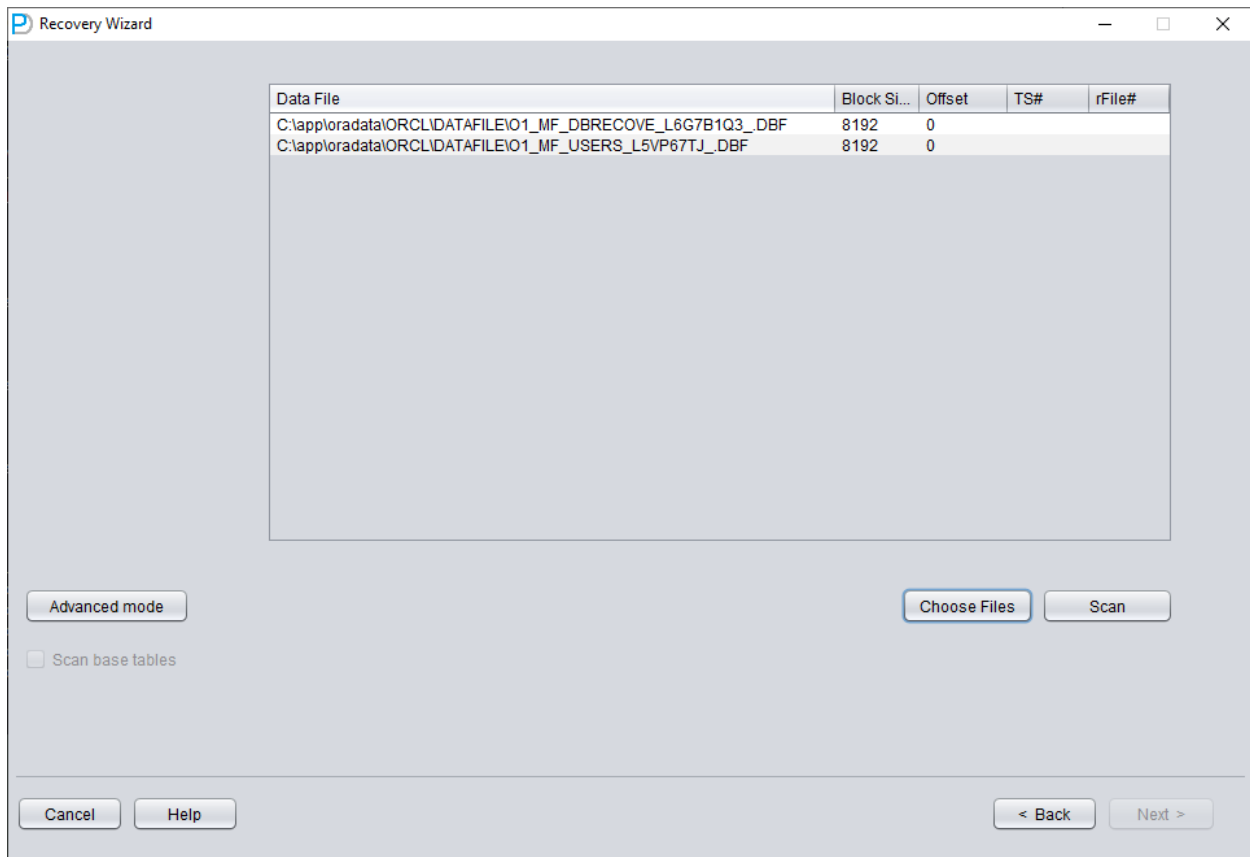 Recovery Wizard
Data File Block Si... Offset TS# rFile#
C:\app\oradata\ORCL\DATAFILE\O1_MF_DBRECOVE_L6G7B1Q3_.DBF 8192 0
C:\app\oradata\ORCL\DATAFILE\O1_MF_USERS_L5VP67TJ_.DBF 8192 0
Advanced mode Choose Files Scan
Scan base tables
Cancel Help < Back Next >